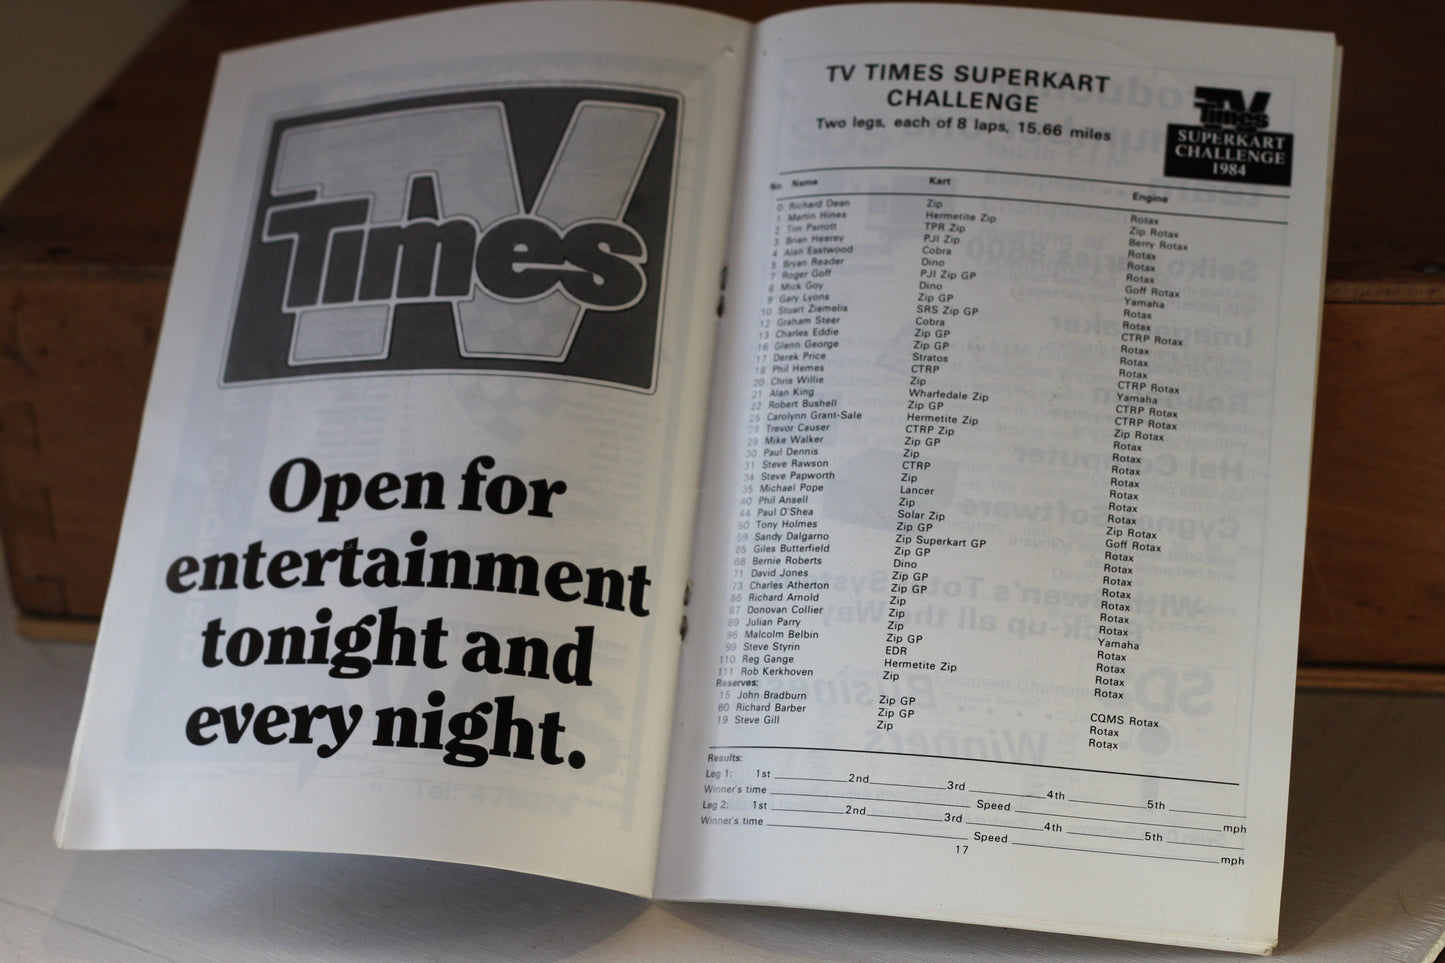 TV
Times
Open for
entertainment
tonight and
every night.
TV TIMES SUPERKART
CHALLENGE
Two legs, each of 8 laps, 15.66 miles
TV
Times
SUPERKART
CHALLENGE
1984
No. Name Kart Engine
0 Richard Dean Zip Rotax
1 Martin Hines Hermetite Zip Zip Rotax
2 Tim Parrott TPR Zip Berry Rotax
3 Brian Heerey PJI Zip Rotax
4 Alan Eastwood Cobra Rotax
5 Bryan Reader Dino Rotax
7 Roger Goff PJI Zip GP Goff Rotax
8 Mick Goy Dino Yamaha
9 Gary Lyons Zip GP Rotax
10 Stuart Ziemelis SRS Zip GP Rotax
12 Graham Steer Cobra CTRP Rotax
13 Charles Eddie Zip GP Rotax
16 Glenn George Zip GP Rotax
17 Derek Price Stratos Rotax
18 Phil Hemes CTRP CTRP Rotax
20 Chris Willie Zip Yamaha
21 Alan King Wharfedale Zip CTRP Rotax
22 Robert Bushell Zip GP CTRP Rotax
25 Carolynn Grant-Sale Hermetite Zip Zip Rotax
28 Trevor Causer CTRP Zip Rotax
29 Mike Walker Zip GP Rotax
30 Paul Dennis Zip Rotax
31 Steve Rawson CTRP Rotax
34 Steve Papworth Zip Rotax
35 Michael Pope Lancer Rotax
40 Phil Ansell Zip Rotax
44 Paul O'Shea Solar Zip Zip Rotax
50 Tony Holmes Zip GP Goff Rotax
59 Sandy Dalgarno Zip Superkart GP Rotax
65 Giles Butterfield Zip GP Rotax
66 Bernie Roberts Dino Rotax
71 David Jones Zip GP Rotax
73 Charles Atherton Zip GP Rotax
86 Richard Arnold Zip Rotax
87 Donovan Collier Zip Rotax
89 Julian Parry Zip Yamaha
96 Malcolm Belbin Zip GP Rotax
99 Steve Styrin EDR Rotax
110 Reg Gange Hermetite Zip Rotax
111 Rob Kerkhoven Zip Rotax
Reserves:
15 John Bradburn Zip GP CQMS Rotax
60 Richard Barber Zip GP Rotax
19 Steve Gill Zip Rotax
Results:
Leg 1: 1st 2nd 3rd 4th 5th
Winner's time Speed mph
Leg 2: 1st 2nd 3rd 4th 5th
Winner's time Speed mph
17